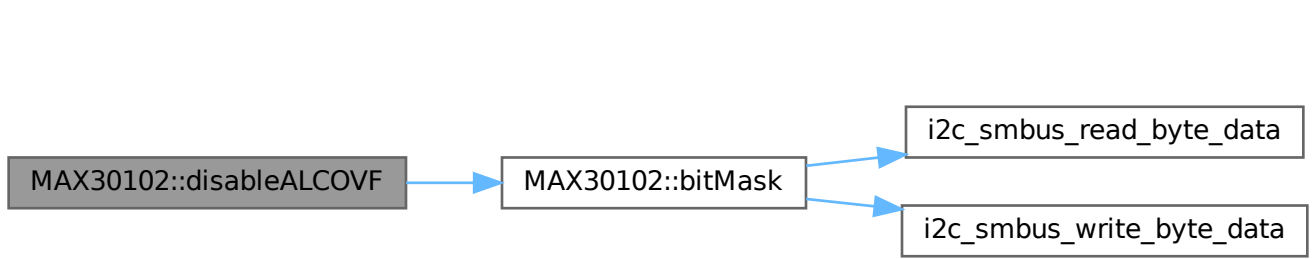 MAX30102::disableALCOVF
MAX30102::bitMask
i2c_smbus_read_byte_data
i2c_smbus_write_byte_data